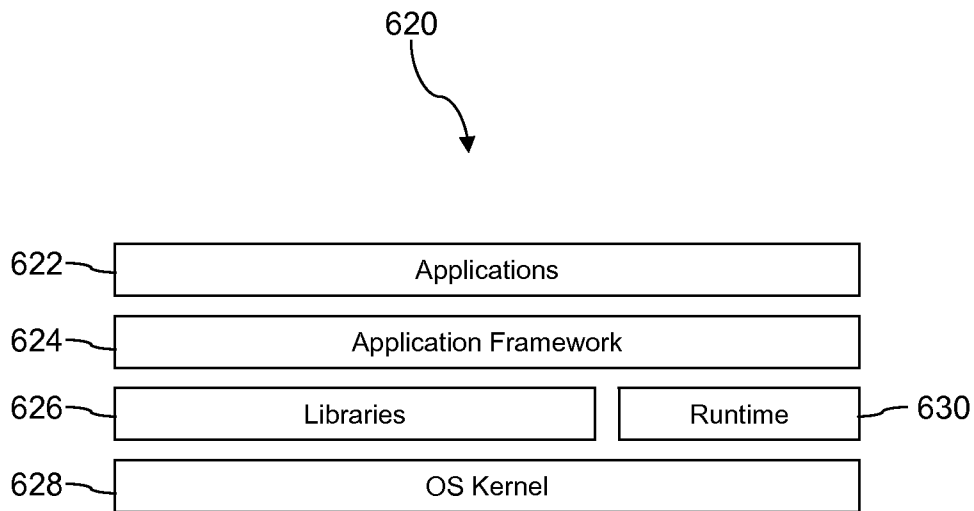 620
622 Applications
624 Application Framework
626 Libraries Runtime 630
628 OS Kernel